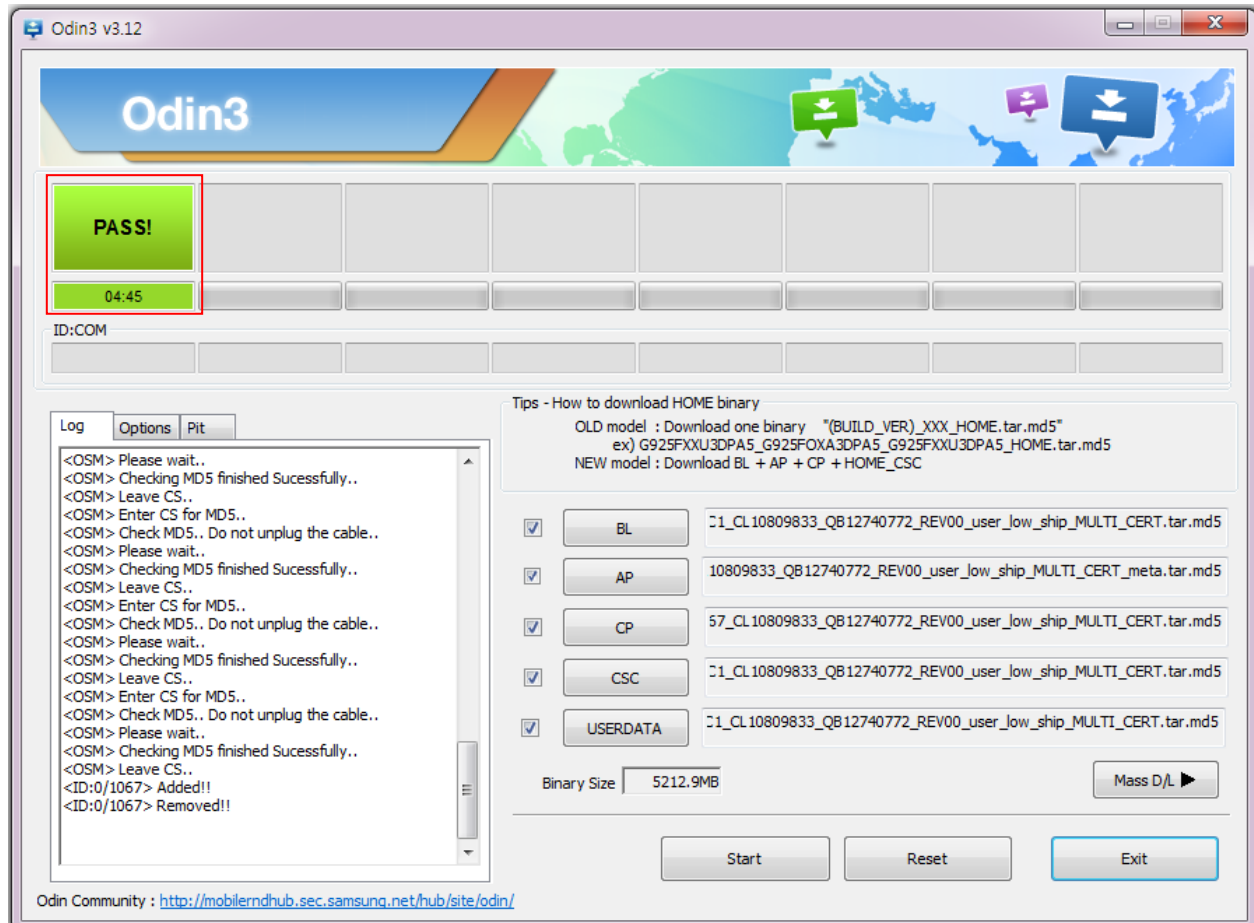 Odin3 v3.12
Odin3
PASS!
04:45
ID:COM
Log
Options
Pit
<OSM> Please wait..
<OSM> Checking MD5 finished Sucessfully..
<OSM> Leave CS..
<OSM> Enter CS for MD5..
<OSM> Check MD5.. Do not unplug the cable..
<OSM> Please wait..
<OSM> Checking MD5 finished Sucessfully..
<OSM> Leave CS..
<OSM> Enter CS for MD5..
<OSM> Check MD5.. Do not unplug the cable..
<OSM> Please wait..
<OSM> Checking MD5 finished Sucessfully..
<OSM> Leave CS..
<OSM> Enter CS for MD5..
<OSM> Check MD5.. Do not unplug the cable..
<OSM> Please wait..
<OSM> Checking MD5 finished Sucessfully..
<OSM> Leave CS..
<ID:0/1067> Added!!
<ID:0/1067> Removed!!
Tips - How to download HOME binary
OLD model : Download one binary "(BUILD_VER)_XXX_HOME.tar.md5"
ex) G925FXXU3DPA5_G925FOXA3DPA5_G925FXXU3DPA5_HOME.tar.md5
NEW model : Download BL + AP + CP + HOME_CSC
BL C1_CL10809833_QB12740772_REV00_user_low_ship_MULTI_CERT.tar.md5
AP 10809833_QB12740772_REV00_user_low_ship_MULTI_CERT_meta.tar.md5
CP 67_CL10809833_QB12740772_REV00_user_low_ship_MULTI_CERT.tar.md5
CSC C1_CL10809833_QB12740772_REV00_user_low_ship_MULTI_CERT.tar.md5
USERDATA C1_CL10809833_QB12740772_REV00_user_low_ship_MULTI_CERT.tar.md5
Binary Size 5212.9MB
Mass D/L
Start
Reset
Exit
Odin Community : http://mobilerndhub.sec.samsung.net/hub/site/odin/